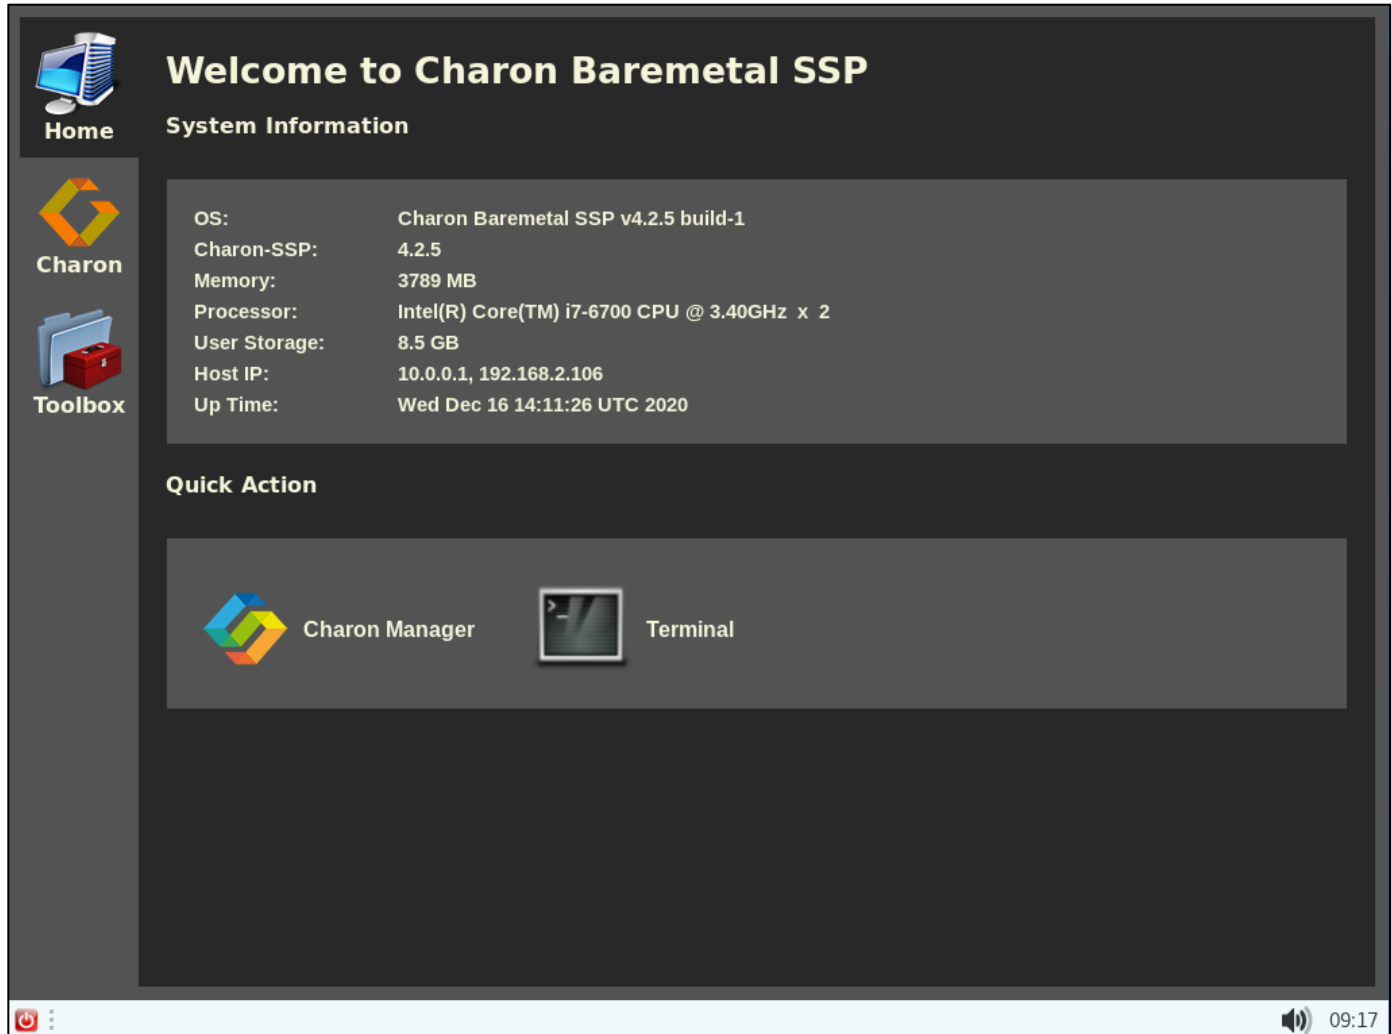 Welcome to Charon Baremetal SSP
Home
System Information
Charon
Toolbox
OS: Charon Baremetal SSP v4.2.5 build-1
Charon-SSP: 4.2.5
Memory: 3789 MB
Processor: Intel(R) Core(TM) i7-6700 CPU @ 3.40GHz x 2
User Storage: 8.5 GB
Host IP: 10.0.0.1, 192.168.2.106
Up Time: Wed Dec 16 14:11:26 UTC 2020
Quick Action
Charon Manager
Terminal
09:17